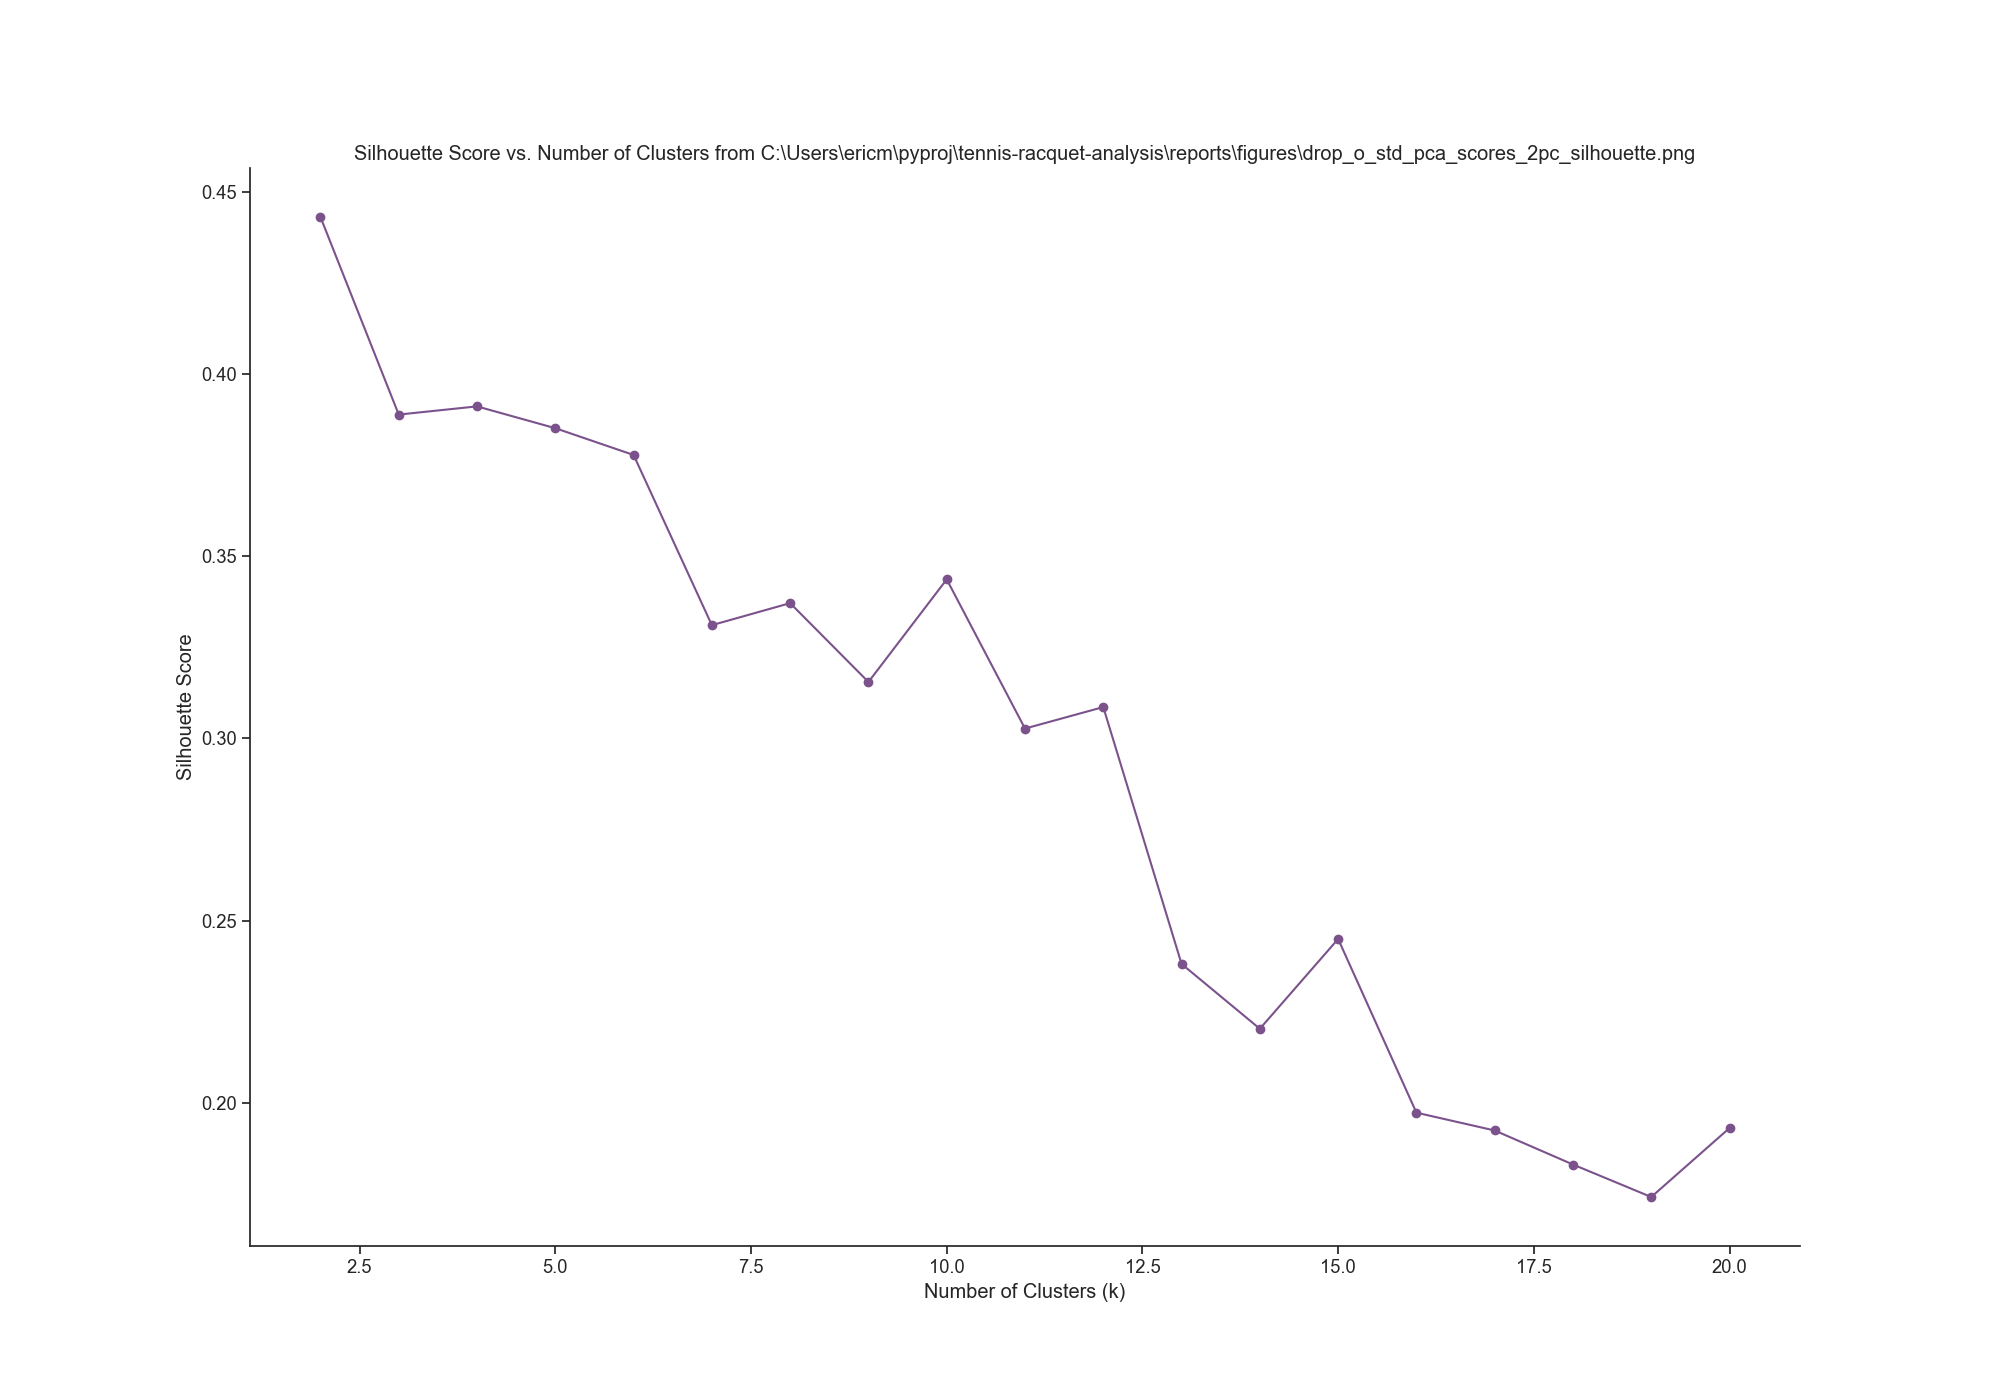 Silhouette Score vs. Number of Clusters from C:\Users\ericm\pyproj\tennis-racquet-analysis\reports\figures\drop_o_std_pca_scores_2pc_silhouette.png
0.45
0.40
0.35
0.30
0.25
0.20
Silhouette Score
2.5 5.0 7.5 10.0 12.5 15.0 17.5 20.0
Number of Clusters (k)